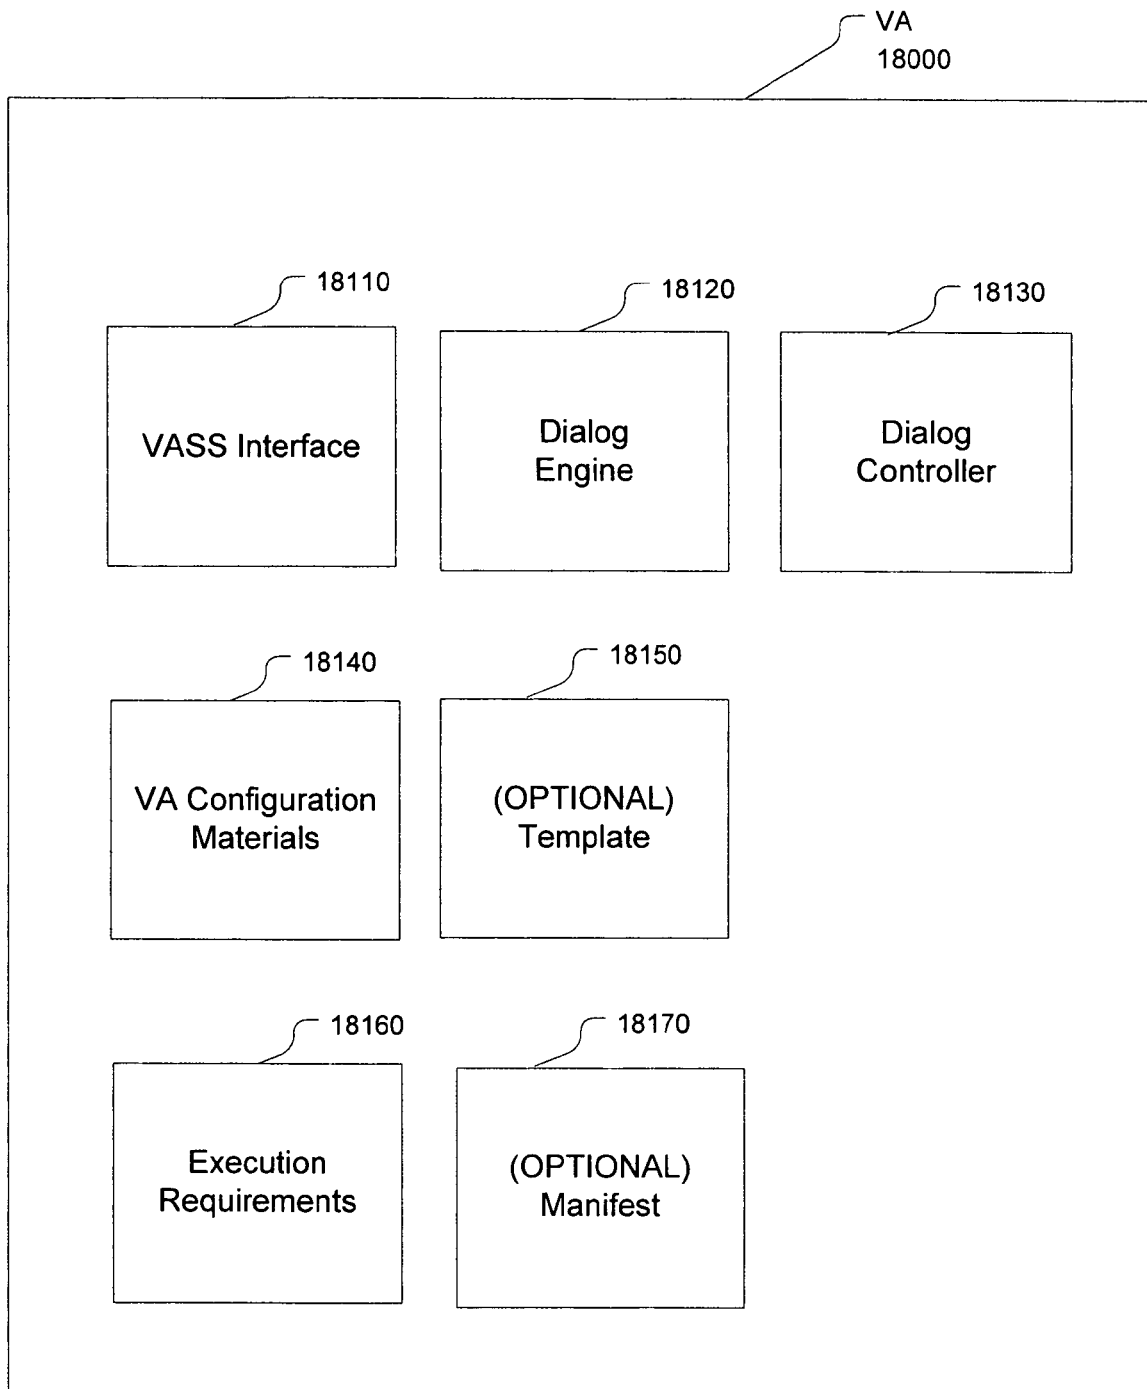 VA
18000
18110
18120
18130
VASS Interface
Dialog
Engine
Dialog
Controller
18140
18150
VA Configuration
Materials
(OPTIONAL)
Template
18160
18170
Execution
Requirements
(OPTIONAL)
Manifest